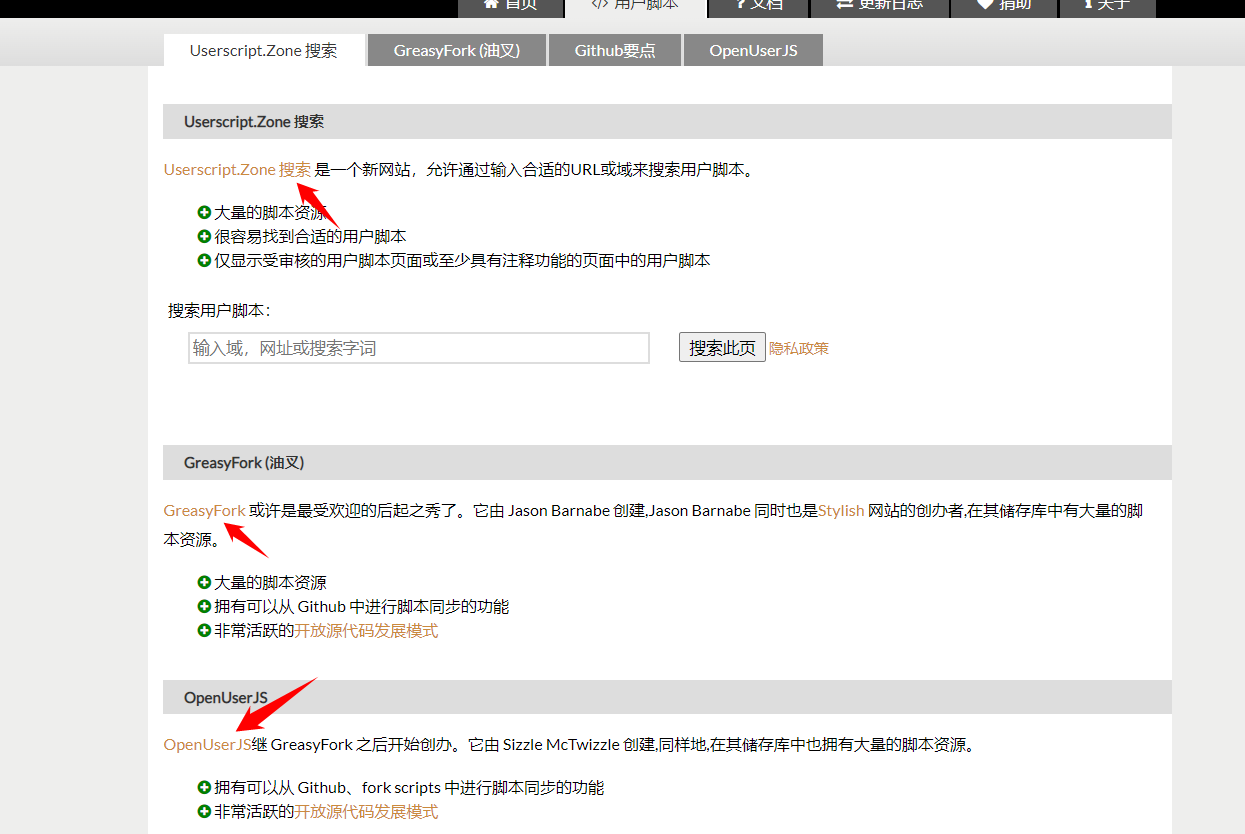 首页 </> 用户脚本 ? 文档 更新日志 捐助 关于
Userscript.Zone 搜索 GreasyFork (油叉) Github要点 OpenUserJS
Userscript.Zone 搜索
Userscript.Zone 搜索 是一个新网站，允许通过输入合适的URL或域来搜索用户脚本。
大量的脚本资源
很容易找到合适的用户脚本
仅显示受审核的用户脚本页面或至少具有注释功能的页面中的用户脚本
搜索用户脚本：
输入域，网址或搜索字词 搜索此页 隐私政策
GreasyFork (油叉)
GreasyFork 或许是最受欢迎的后起之秀了。它由 Jason Barnabe 创建,Jason Barnabe 同时也是Stylish 网站的创办者,在其储存库中有大量的脚
本资源。
大量的脚本资源
拥有可以从 Github 中进行脚本同步的功能
非常活跃的开放源代码发展模式
OpenUserJS
OpenUserJS继 GreasyFork 之后开始创办。它由 Sizzle McTwizzle 创建,同样地,在其储存库中也拥有大量的脚本资源。
拥有可以从 Github、fork scripts 中进行脚本同步的功能
非常活跃的开放源代码发展模式